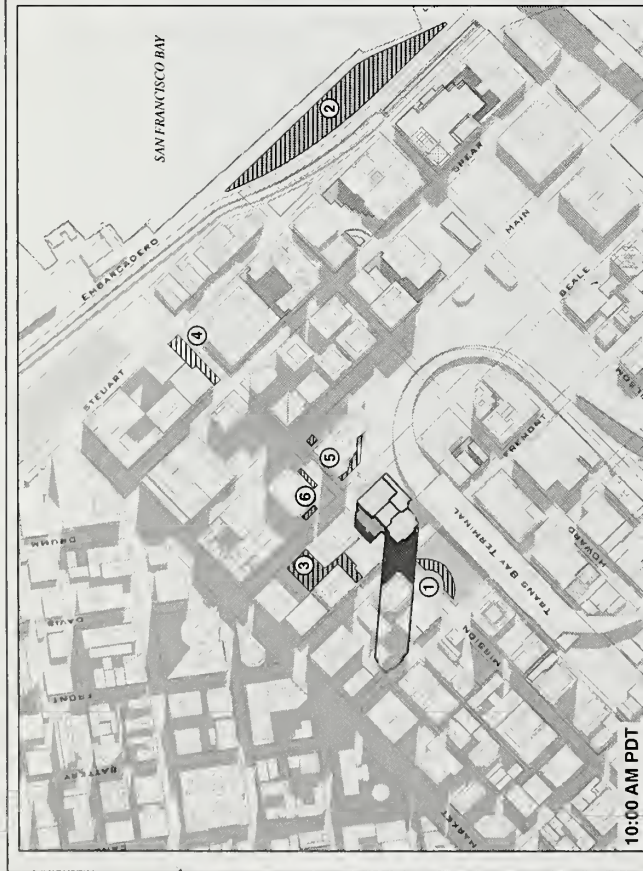 SAN FRANCISCO BAY
②
EMBARCADERO
④
STEUART
SPEAR
MAIN
BEALE
⑤
⑥
③
①
FREMONT
TRANS BAY TERMINAL
HOWARD
MISSION
DRUMM
DAVIS
FRONT
BATTERY
MARKET
10:00 AM PDT